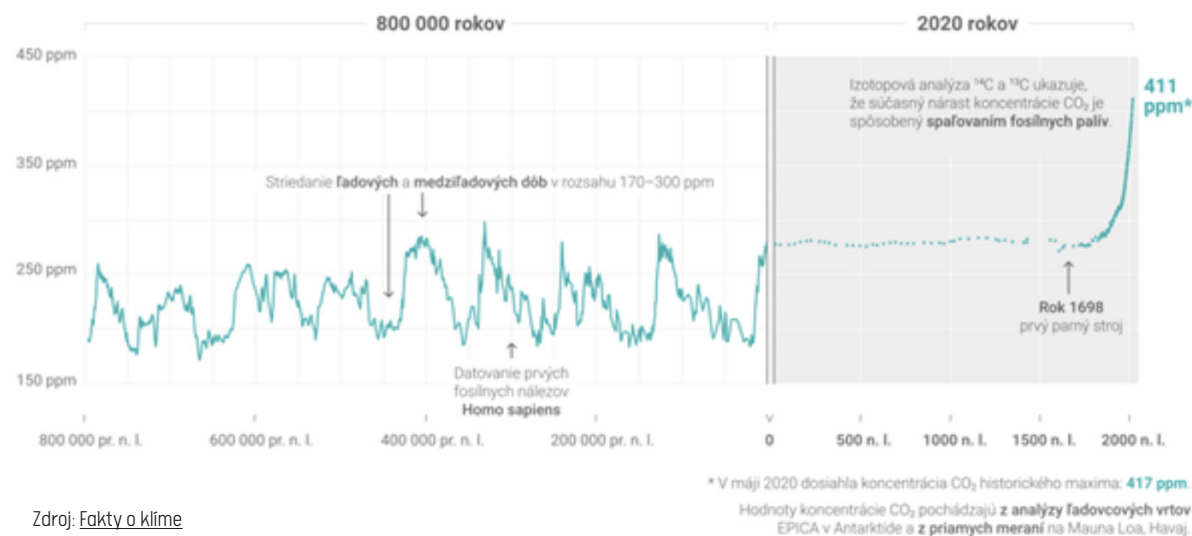 800 000 rokov
2020 rokov
450 ppm
350 ppm
250 ppm
150 ppm
Izotopová analýza ¹⁴C a ¹³C ukazuje,
že súčasný nárast koncentrácie CO₂ je
spôsobený spaľovaním fosílnych palív.
411
ppm*
Striedanie ľadových a medziľadových dôb v rozsahu 170–300 ppm
Rok 1698
prvý parný stroj
Datovanie prvých
fosílnych nálezov
Homo sapiens
800 000 pr. n. l.
600 000 pr. n. l.
400 000 pr. n. l.
200 000 pr. n. l.
0
500 n. l.
1000 n. l.
1500 n. l.
2000 n. l.
* V máji 2020 dosiahla koncentrácia CO₂ historického maxima: 417 ppm.
Hodnoty koncentrácie CO₂ pochádzajú z analýzy ľadovcových vrtov
EPICA v Antarktíde a z priamych meraní na Mauna Loa, Havaj.
Zdroj: Fakty o klíme